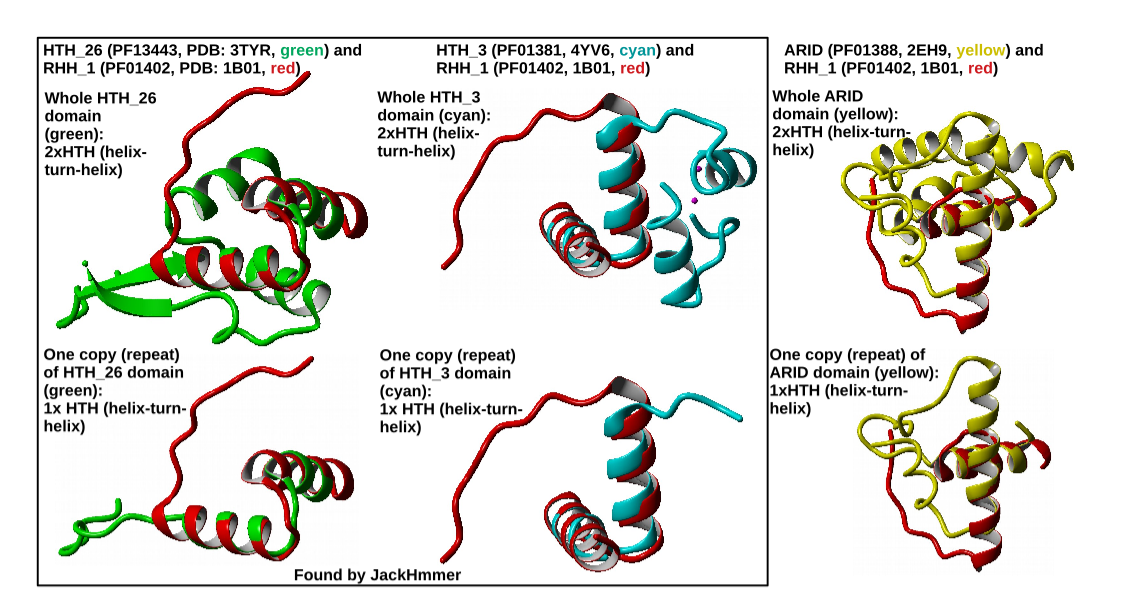 HTH_26 (PF13443, PDB: 3TYR, green) and
RHH_1 (PF01402, PDB: 1B01, red)
Whole HTH_26
domain
(green):
2xHTH (helix-
turn-helix)
One copy (repeat)
of HTH_26 domain
(green):
1x HTH (helix-turn-
helix)
HTH_3 (PF01381, 4YV6, cyan) and
RHH_1 (PF01402, 1B01, red)
Whole HTH_3
domain (cyan):
2xHTH (helix-
turn-helix)
One copy (repeat)
of HTH_3 domain
(cyan):
1x HTH (helix-turn-
helix)
Found by JackHmmer
ARID (PF01388, 2EH9, yellow) and
RHH_1 (PF01402, 1B01, red)
Whole ARID
domain (yellow):
2xHTH (helix-turn-
helix)
One copy (repeat) of
ARID domain (yellow):
1xHTH (helix-turn-
helix)